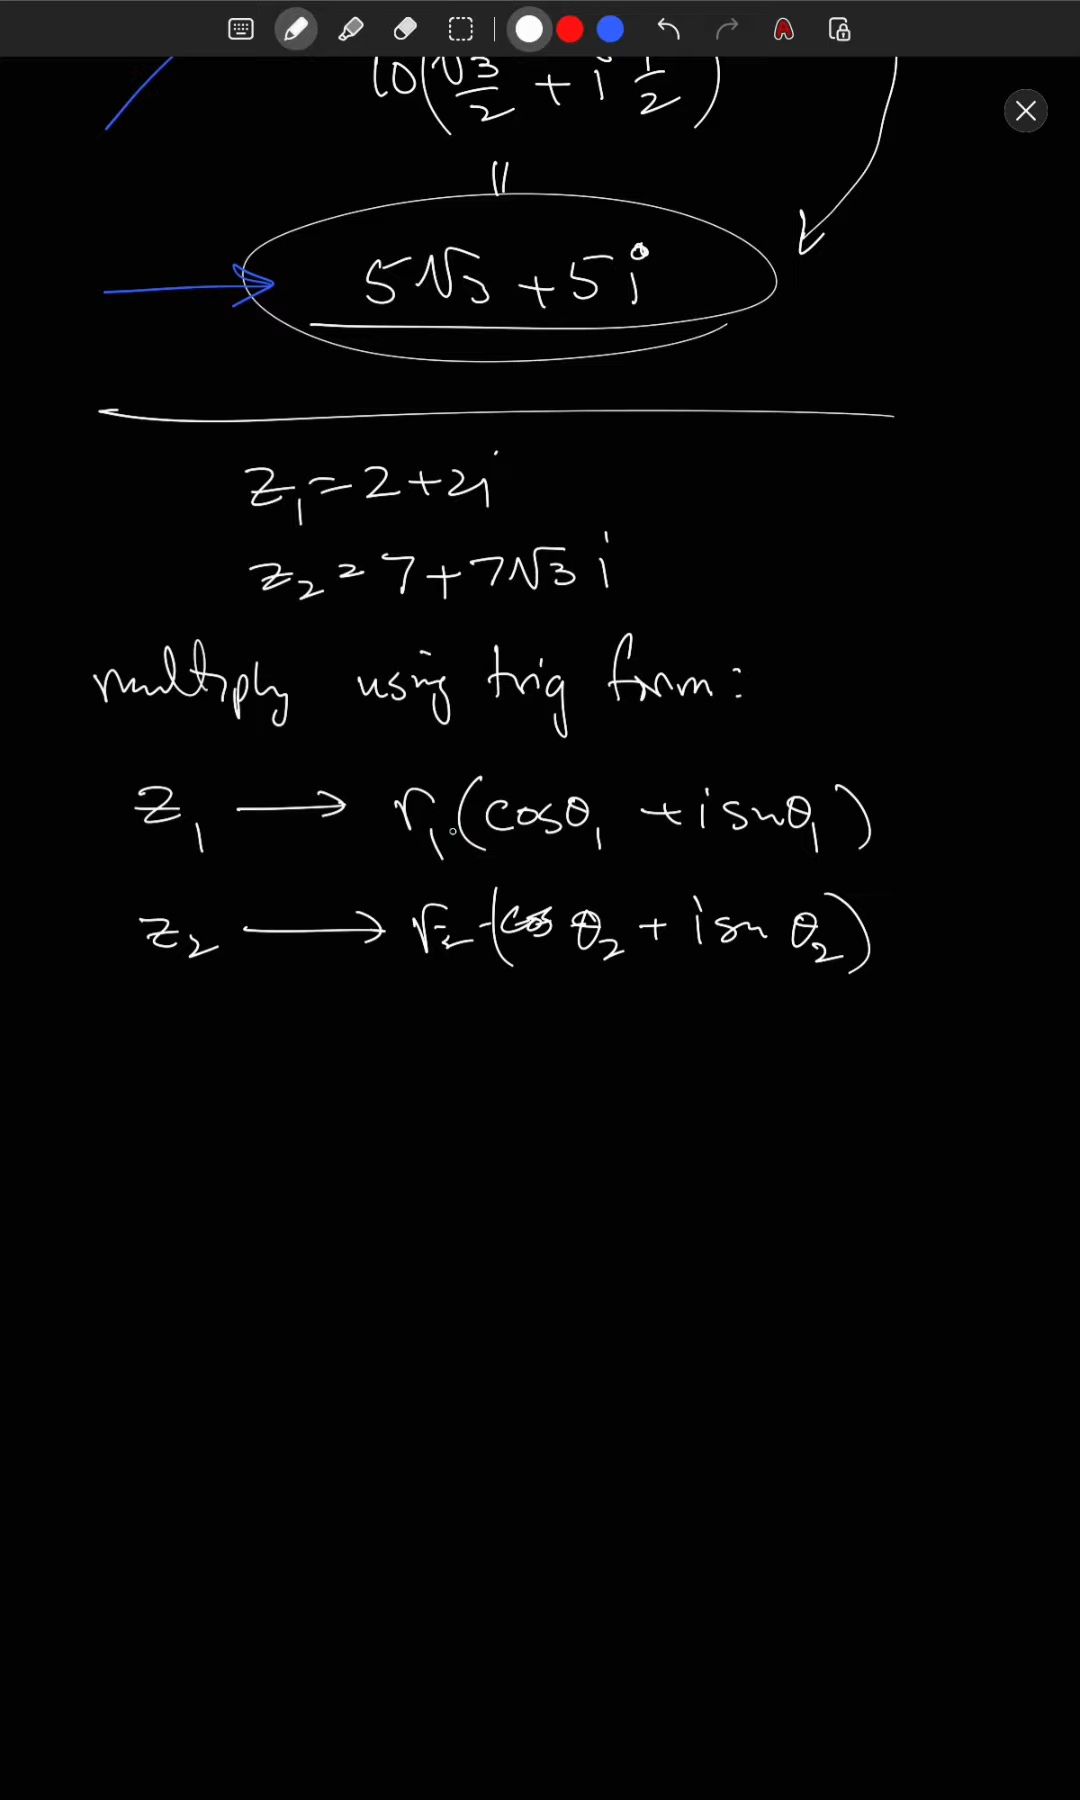 10(√3/2 + i 1/2)
||
5√3 + 5i
z₁ = 2+2i
z₂ = 7+7√3 i
multiply using trig form:
z₁ → r₁·(cosθ₁ + i sinθ₁)
z₂ → r₂·(cos θ₂ + i sin θ₂)